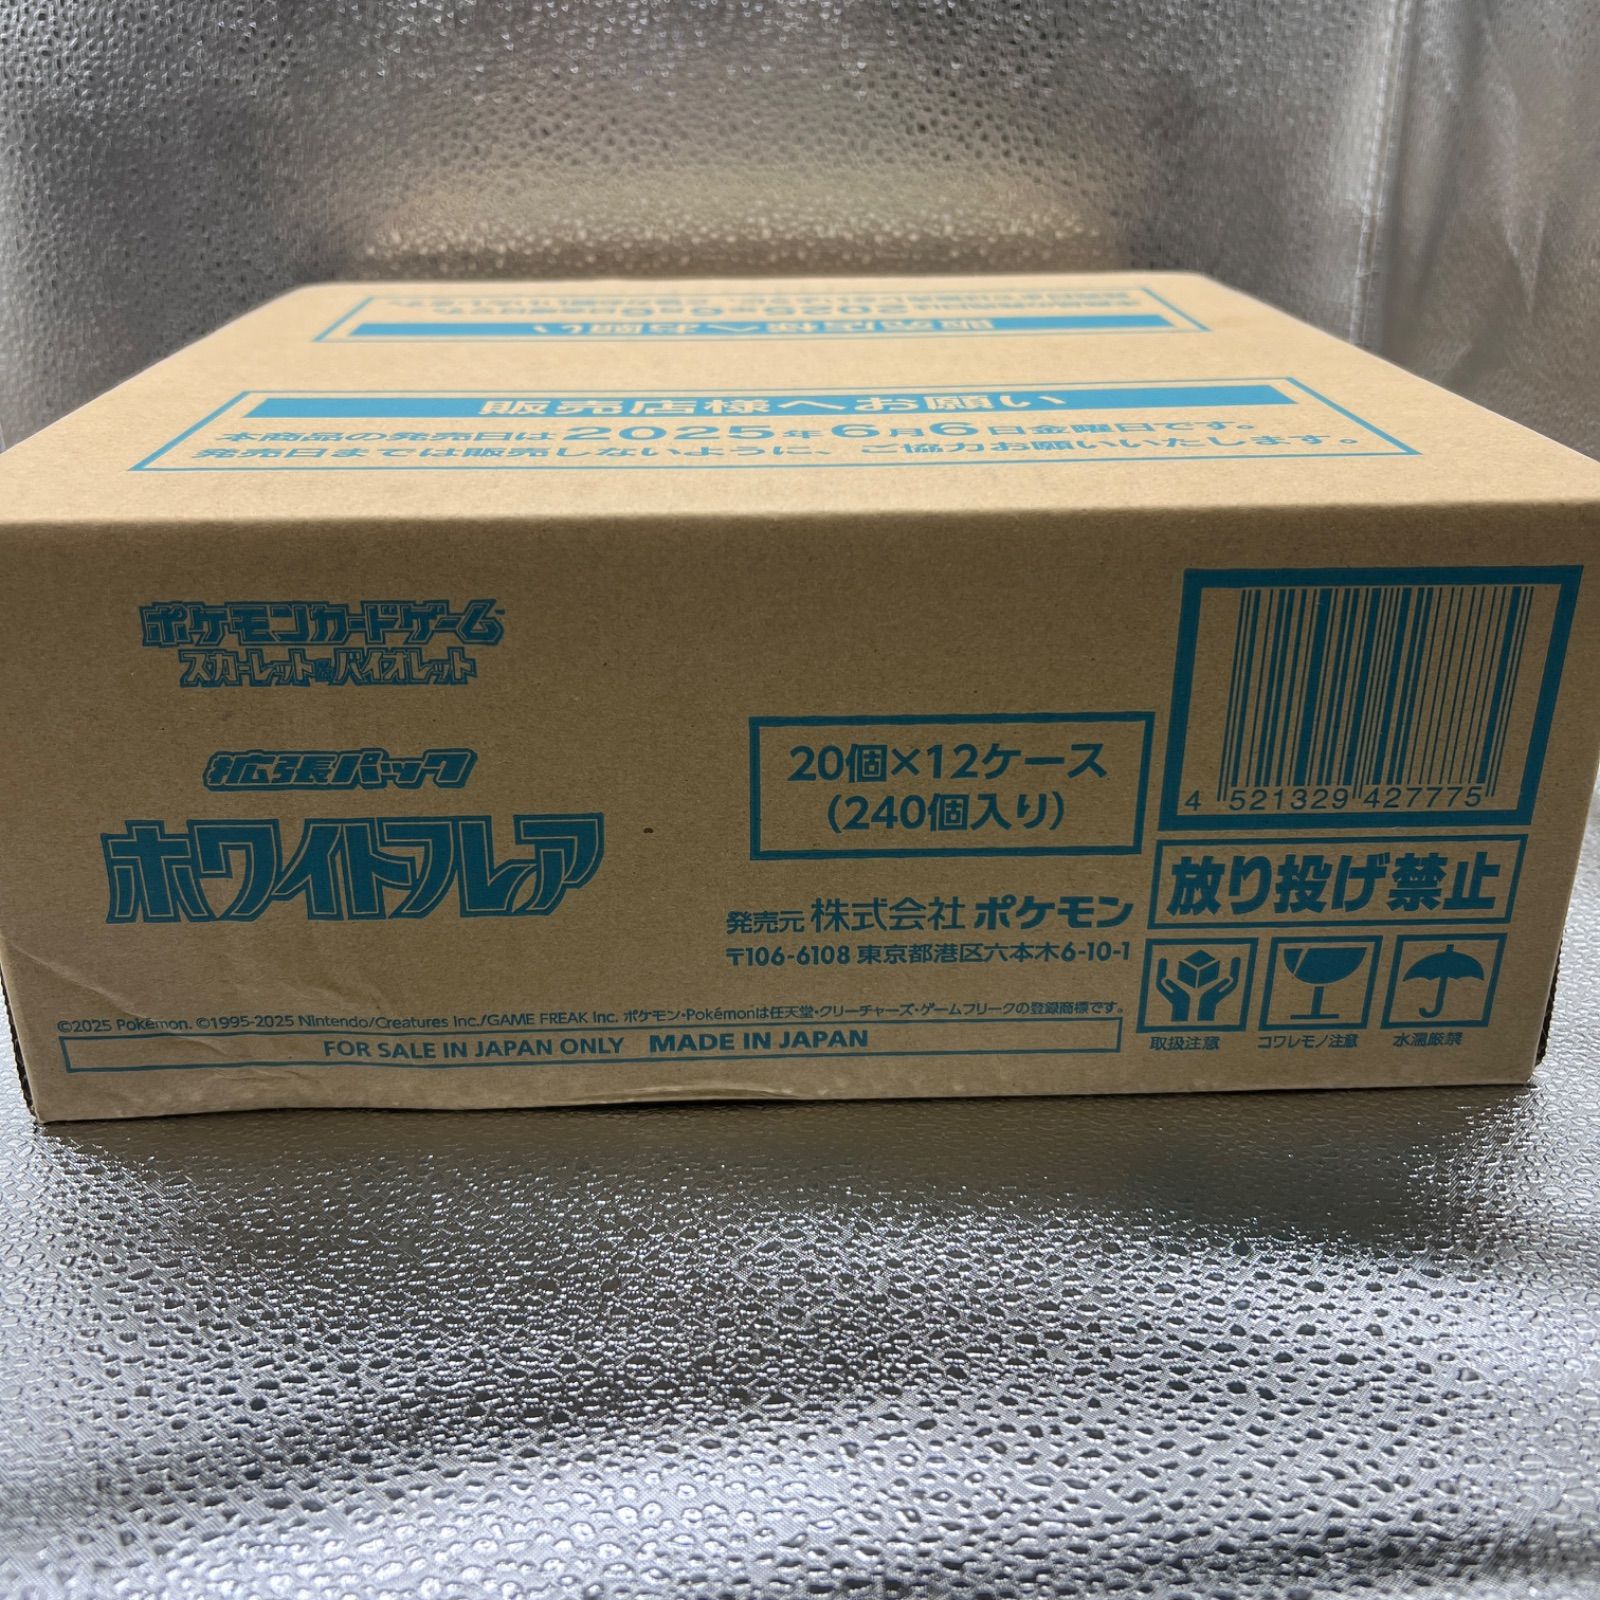 販売店様へお願い
販売店様へお願い
本商品の発売日は2025年6月6日金曜日です。
発売日までは販売しないように、ご協力お願いいたします。
ポケモンカードゲーム
スカーレット&バイオレット
拡張パック
ホワイトフレア
20個×12ケース
(240個入り)
4 521329 427775
発売元 株式会社 ポケモン
〒106-6108 東京都港区六本木6-10-1
放り投げ禁止
取扱注意
コワレモノ注意
水濡厳禁
©2025 Pokémon. ©1995-2025 Nintendo/Creatures Inc./GAME FREAK Inc. ポケモン・Pokémonは任天堂・クリーチャーズ・ゲームフリークの登録商標です。
FOR SALE IN JAPAN ONLY MADE IN JAPAN